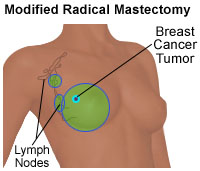 Modified Radical Mastectomy
Breast
Cancer
Tumor
Lymph
Nodes